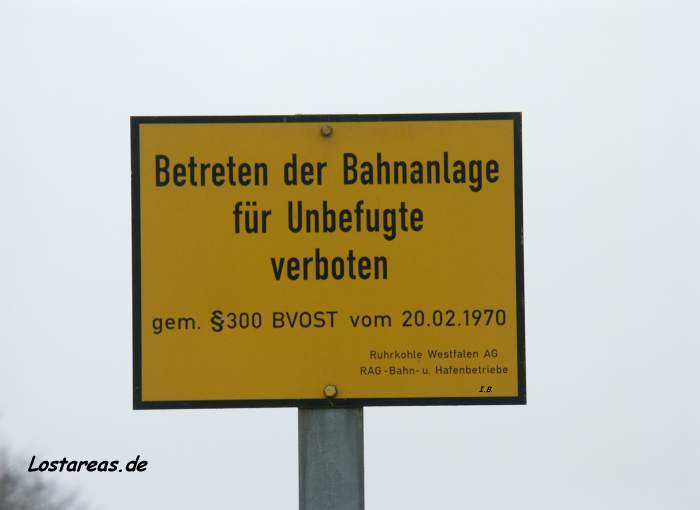 Betreten der Bahnanlage
für Unbefugte
verboten
gem. §300 BVOST vom 20.02.1970
Ruhrkohle Westfalen AG
RAG-Bahn-u. Hafenbetriebe
I.B.
Lostareas.de